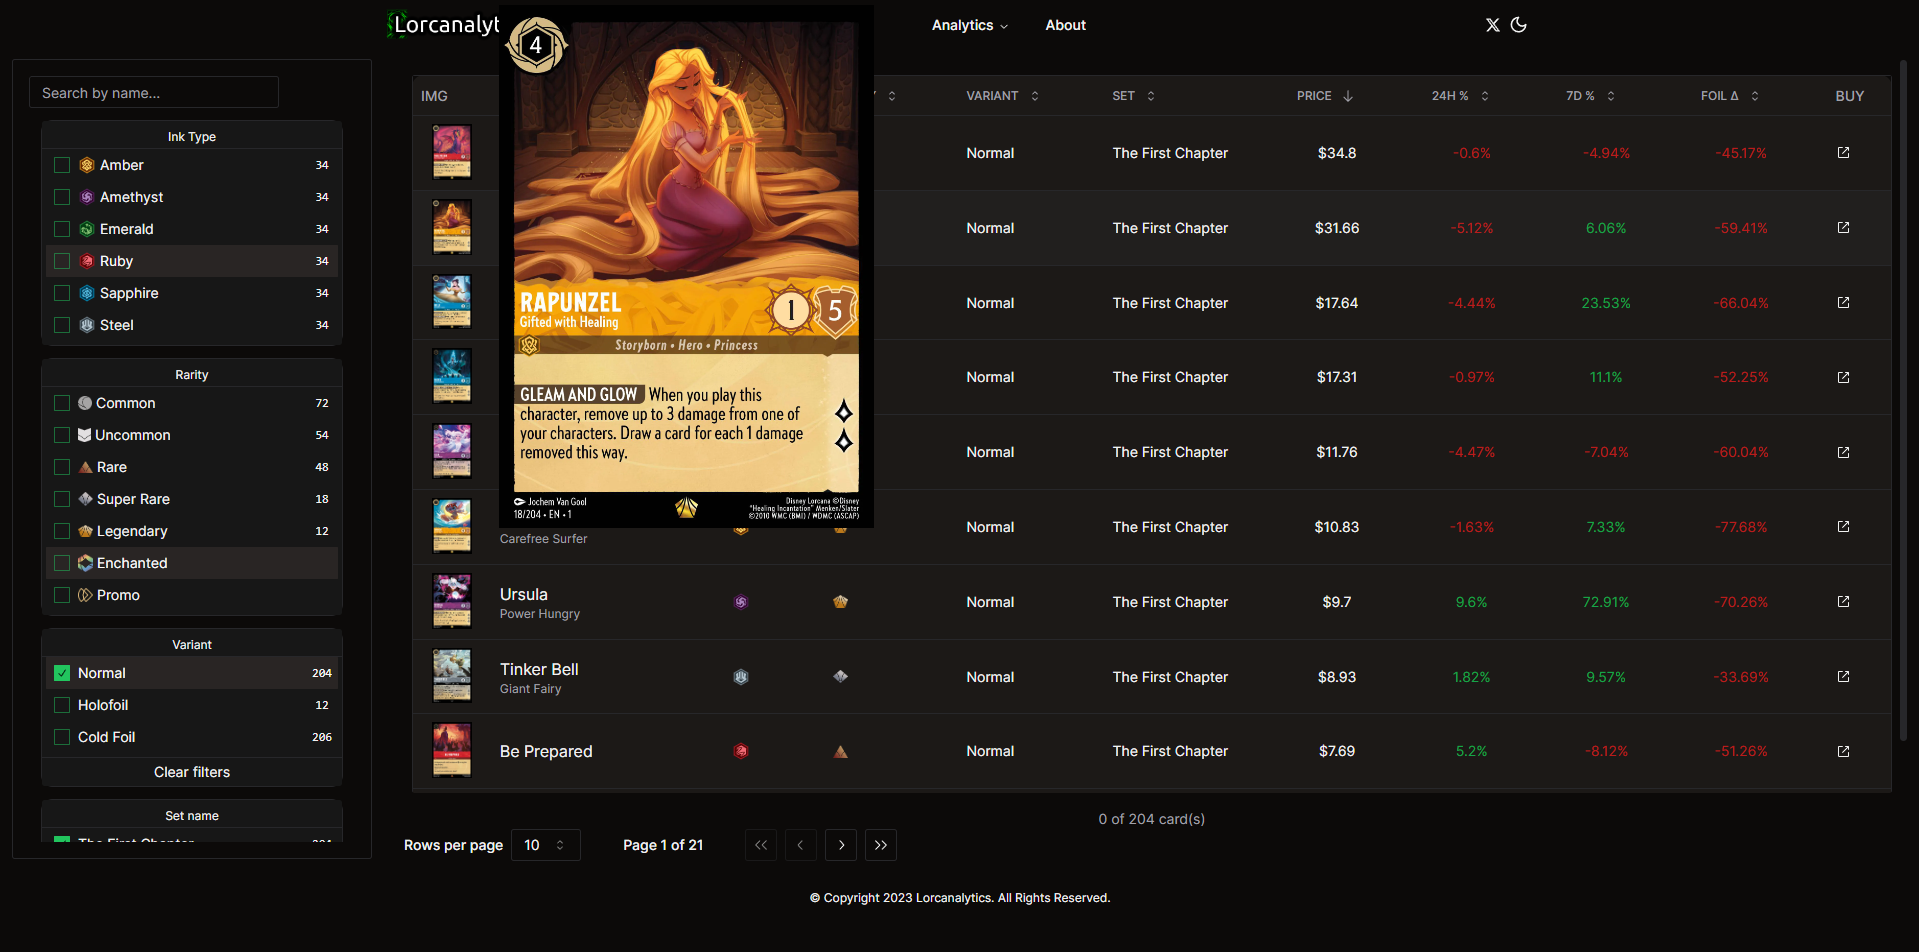 Lorcanalyt
Analytics
About
Search by name...
Ink Type
Amber 34
Amethyst 34
Emerald 34
Ruby 34
Sapphire 34
Steel 34
Rarity
Common 72
Uncommon 54
Rare 48
Super Rare 18
Legendary 12
Enchanted
Promo
Variant
Normal 204
Holofoil 12
Cold Foil 206
Clear filters
Set name
The First Chapter 204
4
RAPUNZEL
Gifted with Healing
1 5
Storyborn • Hero • Princess
GLEAM AND GLOW When you play this
character, remove up to 3 damage from one of
your characters. Draw a card for each 1 damage
removed this way.
Jochem Van Gool
18/204 • EN • 1
Disney Lorcana ©Disney
"Healing Incantation" Menken/Slater
©2010 WMC (BMI) / WDMC (ASCAP)
IMG Y VARIANT SET PRICE 24H % 7D % FOIL Δ BUY
Normal The First Chapter $34.8 -0.6% -4.94% -45.17%
Normal The First Chapter $31.66 -5.12% 6.06% -59.41%
Normal The First Chapter $17.64 -4.44% 23.53% -66.04%
Normal The First Chapter $17.31 -0.97% 11.1% -52.25%
Normal The First Chapter $11.76 -4.47% -7.04% -60.04%
Normal The First Chapter $10.83 -1.63% 7.33% -77.68%
Carefree Surfer
Ursula Normal The First Chapter $9.7 9.6% 72.91% -70.26%
Power Hungry
Tinker Bell Normal The First Chapter $8.93 1.82% 9.57% -33.69%
Giant Fairy
Be Prepared Normal The First Chapter $7.69 5.2% -8.12% -51.26%
0 of 204 card(s)
Rows per page 10 Page 1 of 21
© Copyright 2023 Lorcanalytics. All Rights Reserved.